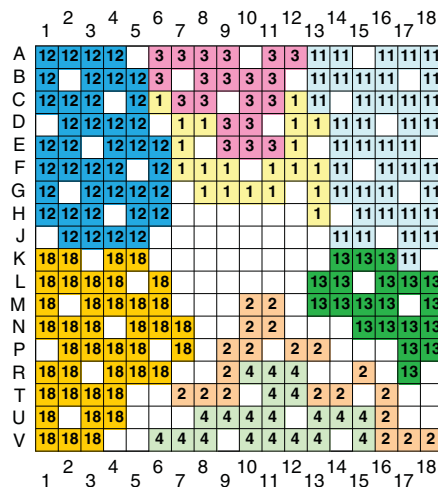 2 4 6 8 10 12 14 16 18
1 3 5 7 9 11 13 15 17
A 12 12 12 12 3 3 3 3 3 3 11 11 11 11 11
B 12 12 12 12 3 3 3 3 3 11 11 11 11 11
C 12 12 12 12 1 3 3 3 3 1 11 11 11 11 11
D 12 12 12 12 1 1 3 3 1 1 11 11 11 11
E 12 12 12 12 12 1 3 3 3 1 11 11 11 11
F 12 12 12 12 12 1 1 1 1 1 1 11 11 11 11
G 12 12 12 12 12 1 1 1 1 1 11 11 11 11
H 12 12 12 12 12 1 11 11 11 11
J 12 12 12 12 11 11 11 11
K 18 18 18 18 13 13 13 11
L 18 18 18 18 18 13 13 13 13 13
M 18 18 18 18 18 2 2 13 13 13 13 13
N 18 18 18 18 18 18 2 2 13 13 13 13
P 18 18 18 18 18 2 2 2 2 13 13
R 18 18 18 18 18 2 4 4 4 2 13
T 18 18 18 18 2 2 2 4 4 2 2 2
U 18 18 18 4 4 4 4 4 4 4 2
V 18 18 18 4 4 4 4 4 4 4 4 2 2 2
1 3 5 7 9 11 13 15 17
2 4 6 8 10 12 14 16 18